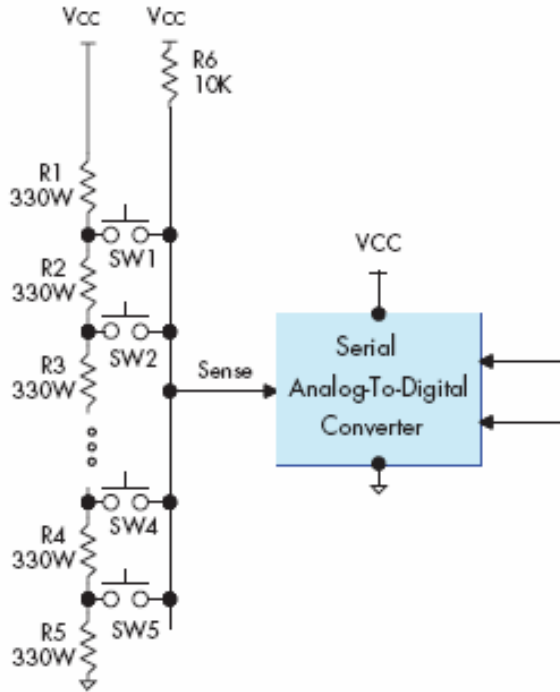 Vcc
Vcc
R6
10K
R1
330W
SW1
R2
330W
SW2
R3
330W
Sense
VCC
Serial
Analog-To-Digital
Converter
SW4
R4
330W
SW5
R5
330W